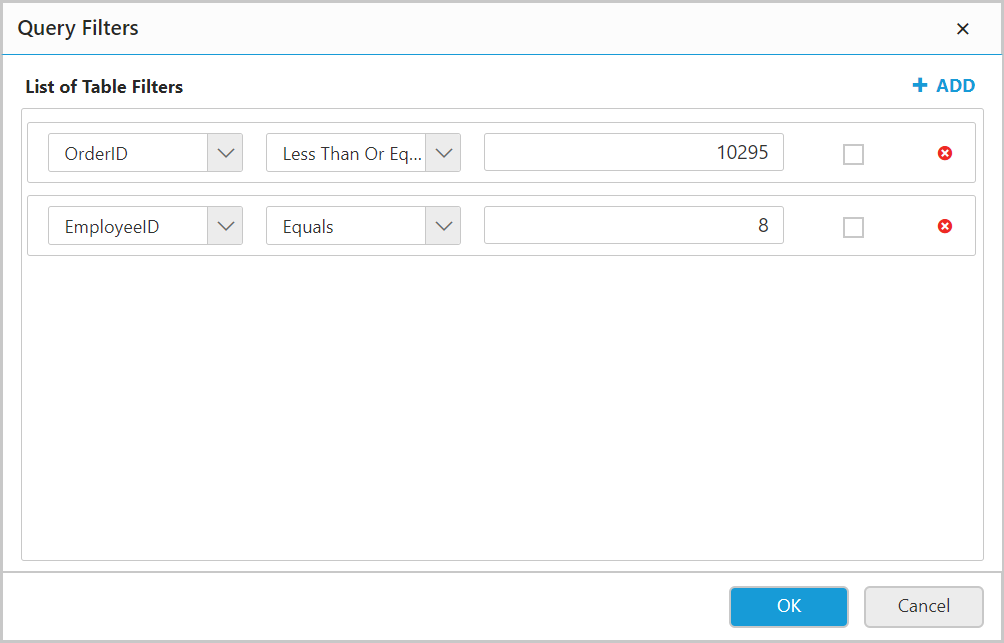 Query Filters
List of Table Filters
ADD
OrderID Less Than Or Eq... 10295
EmployeeID Equals 8
OK Cancel